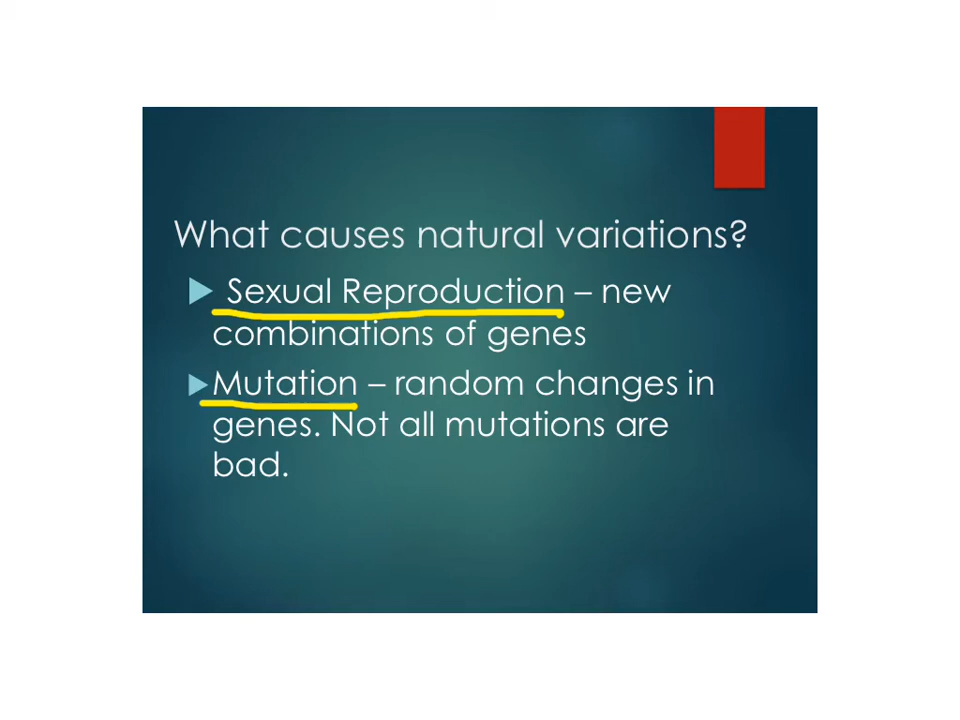 What causes natural variations?
Sexual Reproduction – new
combinations of genes
Mutation – random changes in
genes. Not all mutations are
bad.